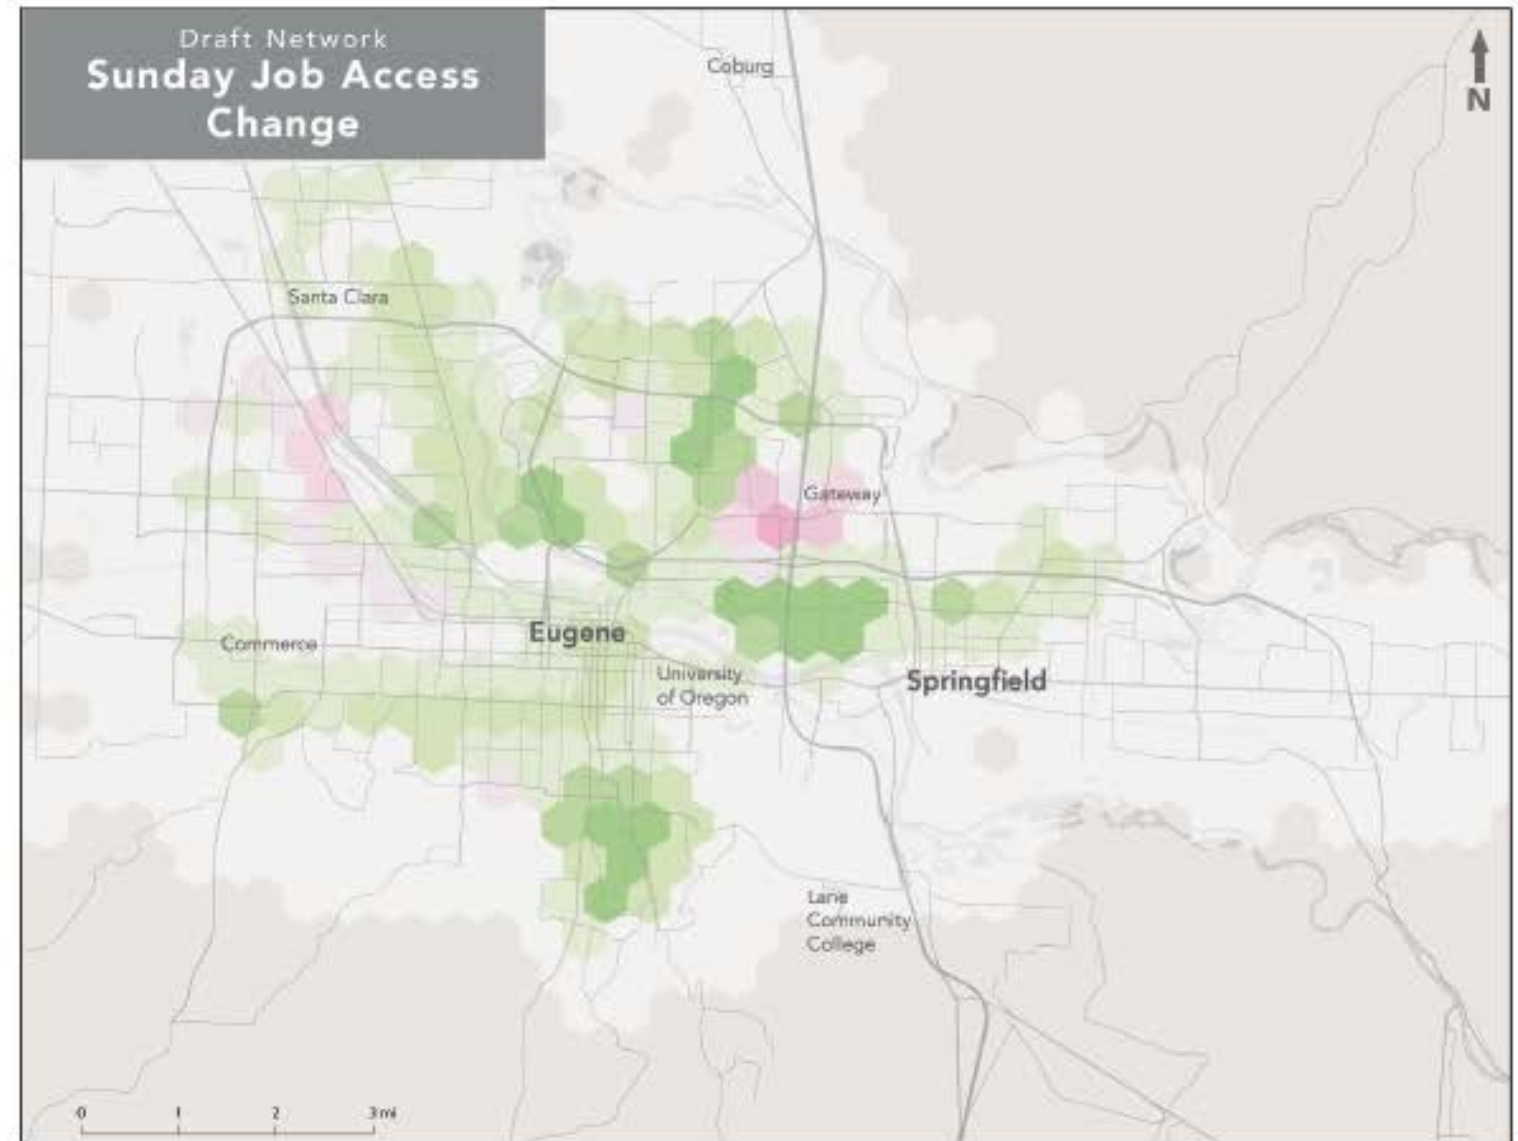 Draft Network
Sunday Job Access
Change
Coburg
N
Santa Clara
Gateway
Eugene
Commerce
University
of Oregon
Springfield
Lane
Community
College
0 1 2 3 mi